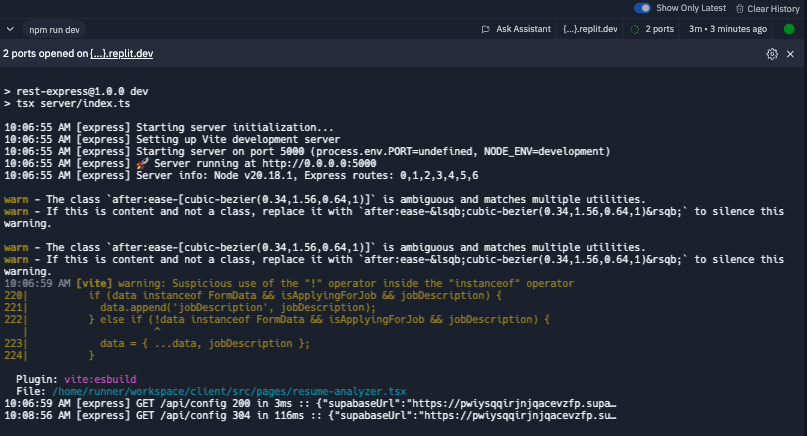 Show Only Latest Clear History
npm run dev Ask Assistant {...}.replit.dev 2 ports 3m • 3 minutes ago
2 ports opened on {...}.replit.dev
> rest-express@1.0.0 dev
> tsx server/index.ts
10:06:55 AM [express] Starting server initialization...
10:06:55 AM [express] Setting up Vite development server
10:06:55 AM [express] Starting server on port 5000 (process.env.PORT=undefined, NODE_ENV=development)
10:06:55 AM [express] 🚀 Server running at http://0.0.0.0:5000
10:06:55 AM [express] Server info: Node v20.18.1, Express routes: 0,1,2,3,4,5,6
warn - The class `after:ease-[cubic-bezier(0.34,1.56,0.64,1)]` is ambiguous and matches multiple utilities.
warn - If this is content and not a class, replace it with `after:ease-&lsqb;cubic-bezier(0.34,1.56,0.64,1)&rsqb;` to silence this
warning.
warn - The class `after:ease-[cubic-bezier(0.34,1.56,0.64,1)]` is ambiguous and matches multiple utilities.
warn - If this is content and not a class, replace it with `after:ease-&lsqb;cubic-bezier(0.34,1.56,0.64,1)&rsqb;` to silence this
warning.
10:06:59 AM [vite] warning: Suspicious use of the "!" operator inside the "instanceof" operator
220| if (data instanceof FormData && isApplyingForJob && jobDescription) {
221| data.append('jobDescription', jobDescription);
222| } else if (!data instanceof FormData && isApplyingForJob && jobDescription) {
| ^
223| data = { ...data, jobDescription };
224| }
Plugin: vite:esbuild
File: /home/runner/workspace/client/src/pages/resume-analyzer.tsx
10:06:59 AM [express] GET /api/config 200 in 3ms :: {"supabaseUrl":"https://pwiysqqirjnjqacevzfp.supa…
10:08:56 AM [express] GET /api/config 304 in 116ms :: {"supabaseUrl":"https://pwiysqqirjnjqacevzfp.su…